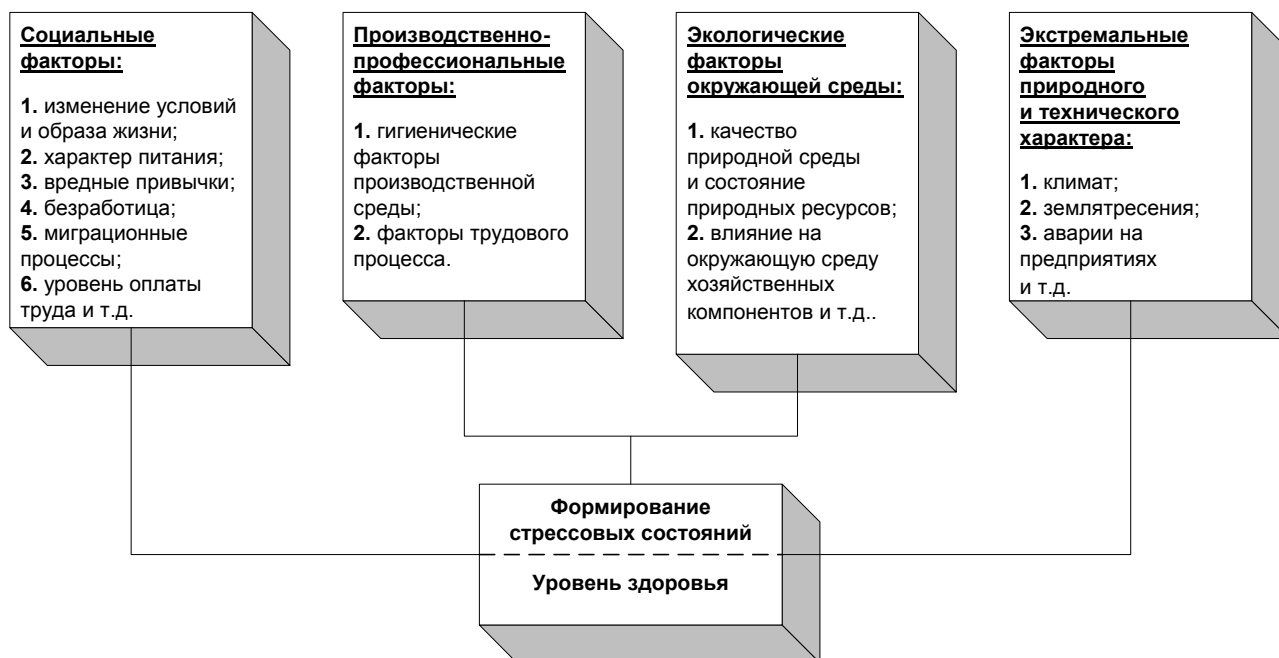 Социальные
факторы:
1. изменение условий
и образа жизни;
2. характер питания;
3. вредные привычки;
4. безработица;
5. миграционные
процессы;
6. уровень оплаты
труда и т.д.
Производственно-
профессиональные
факторы:
1. гигиенические
факторы
производственной
среды;
2. факторы трудового
процесса.
Экологические
факторы
окружающей среды:
1. качество
природной среды
и состояние
природных ресурсов;
2. влияние на
окружающую среду
хозяйственных
компонентов и т.д..
Экстремальные
факторы
природного
и технического
характера:
1. климат;
2. землятресения;
3. аварии на
предприятиях
и т.д.
Формирование
стрессовых состояний
Уровень здоровья